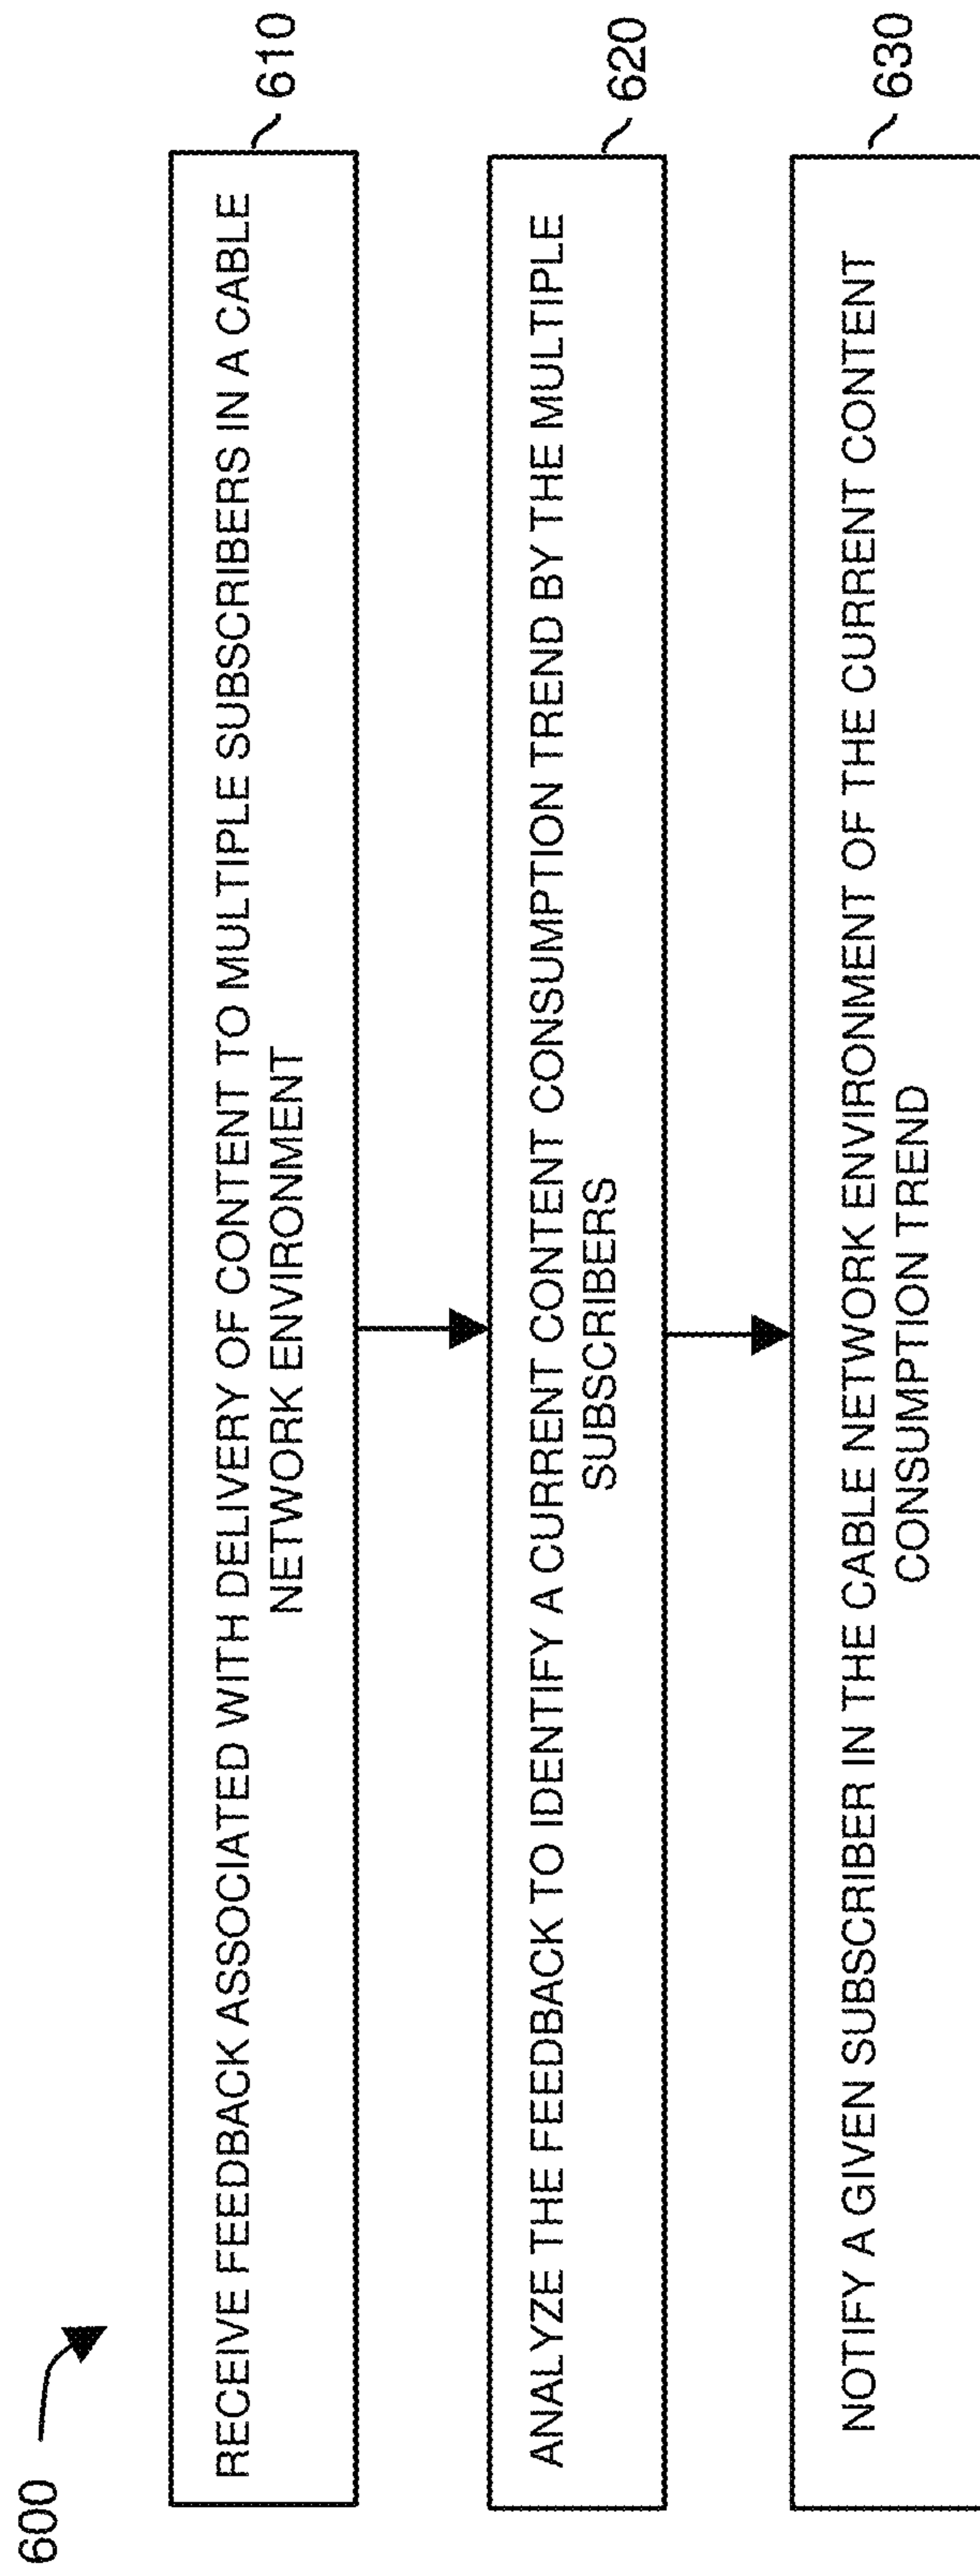 600
RECEIVE FEEDBACK ASSOCIATED WITH DELIVERY OF CONTENT TO MULTIPLE SUBSCRIBERS IN A CABLE
NETWORK ENVIRONMENT
610
ANALYZE THE FEEDBACK TO IDENTIFY A CURRENT CONTENT CONSUMPTION TREND BY THE MULTIPLE
SUBSCRIBERS
620
NOTIFY A GIVEN SUBSCRIBER IN THE CABLE NETWORK ENVIRONMENT OF THE CURRENT CONTENT
CONSUMPTION TREND
630